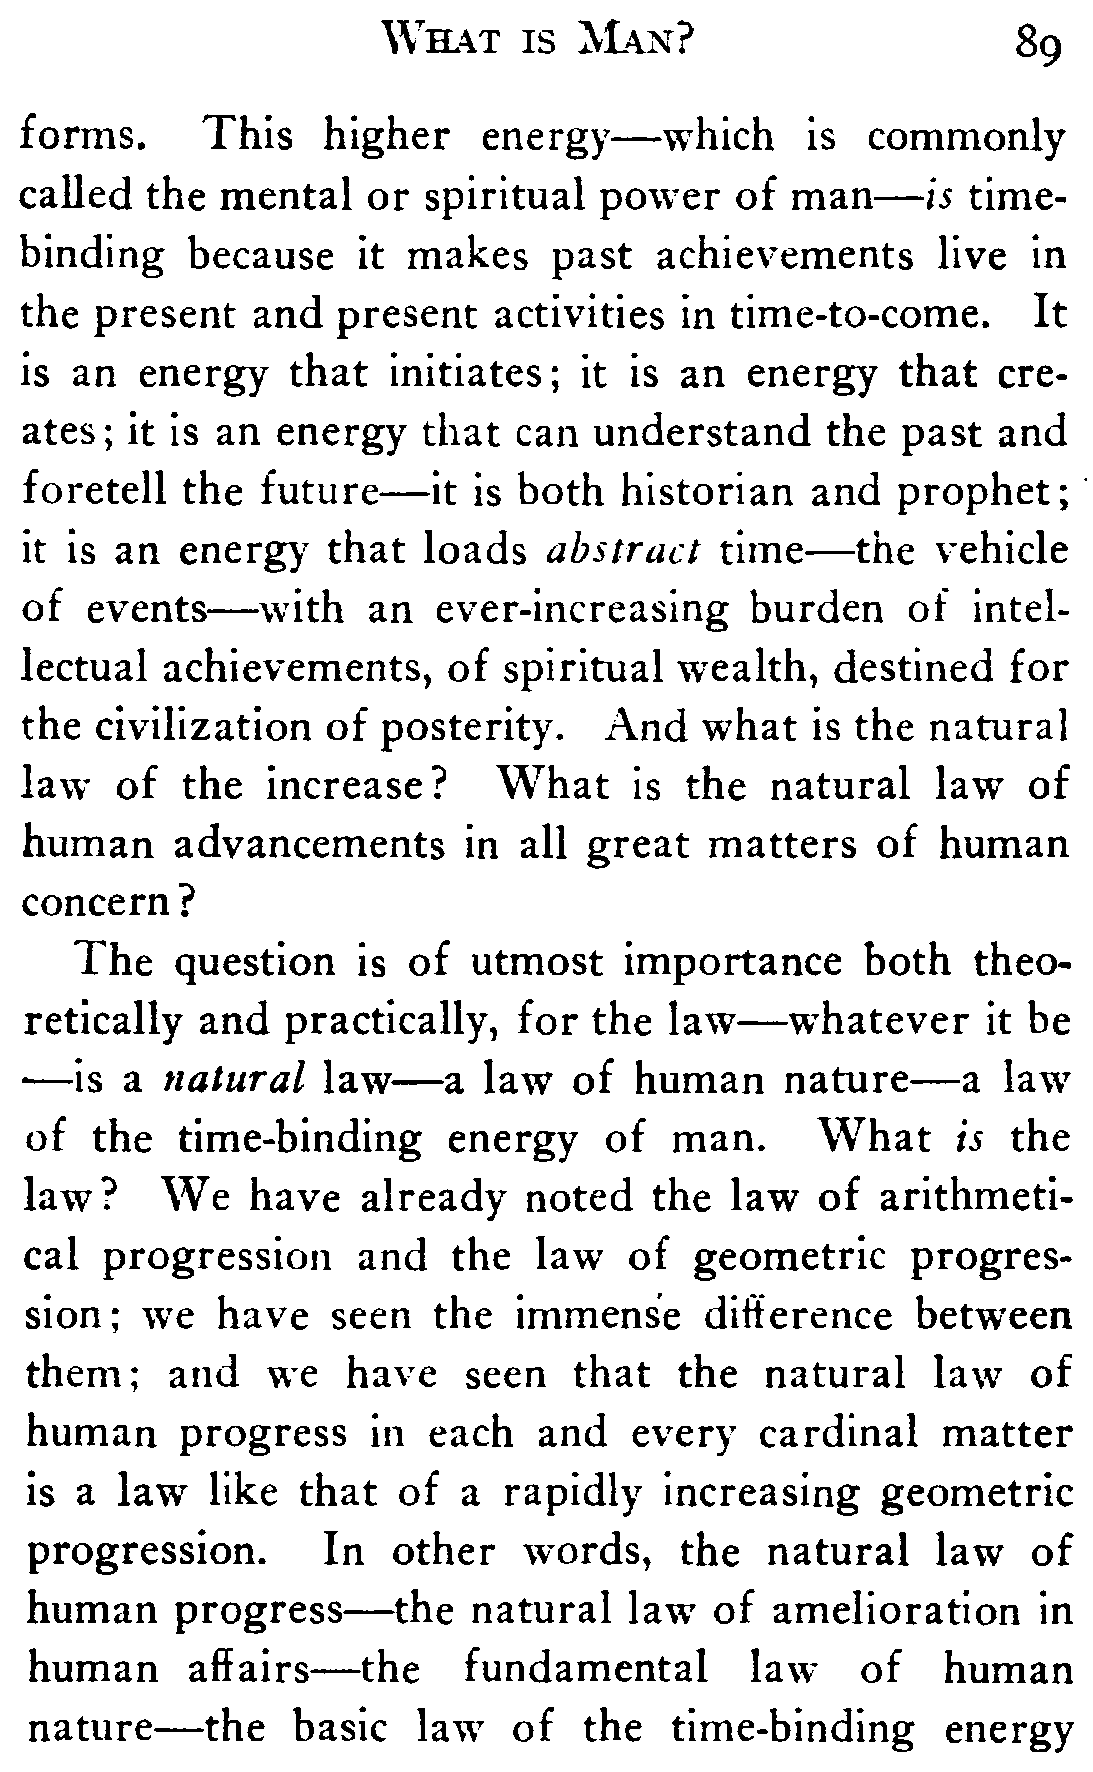 What is Man? 89
forms. This higher energy—which is commonly
called the mental or spiritual power of man—is time-
binding because it makes past achievements live in
the present and present activities in time-to-come. It
is an energy that initiates; it is an energy that cre-
ates; it is an energy that can understand the past and
foretell the future—it is both historian and prophet;
it is an energy that loads abstract time—the vehicle
of events—with an ever-increasing burden of intel-
lectual achievements, of spiritual wealth, destined for
the civilization of posterity. And what is the natural
law of the increase? What is the natural law of
human advancements in all great matters of human
concern?
The question is of utmost importance both theo-
retically and practically, for the law—whatever it be
—is a natural law—a law of human nature—a law
of the time-binding energy of man. What is the
law? We have already noted the law of arithmeti-
cal progression and the law of geometric progres-
sion; we have seen the immense difference between
them; and we have seen that the natural law of
human progress in each and every cardinal matter
is a law like that of a rapidly increasing geometric
progression. In other words, the natural law of
human progress—the natural law of amelioration in
human affairs—the fundamental law of human
nature—the basic law of the time-binding energy